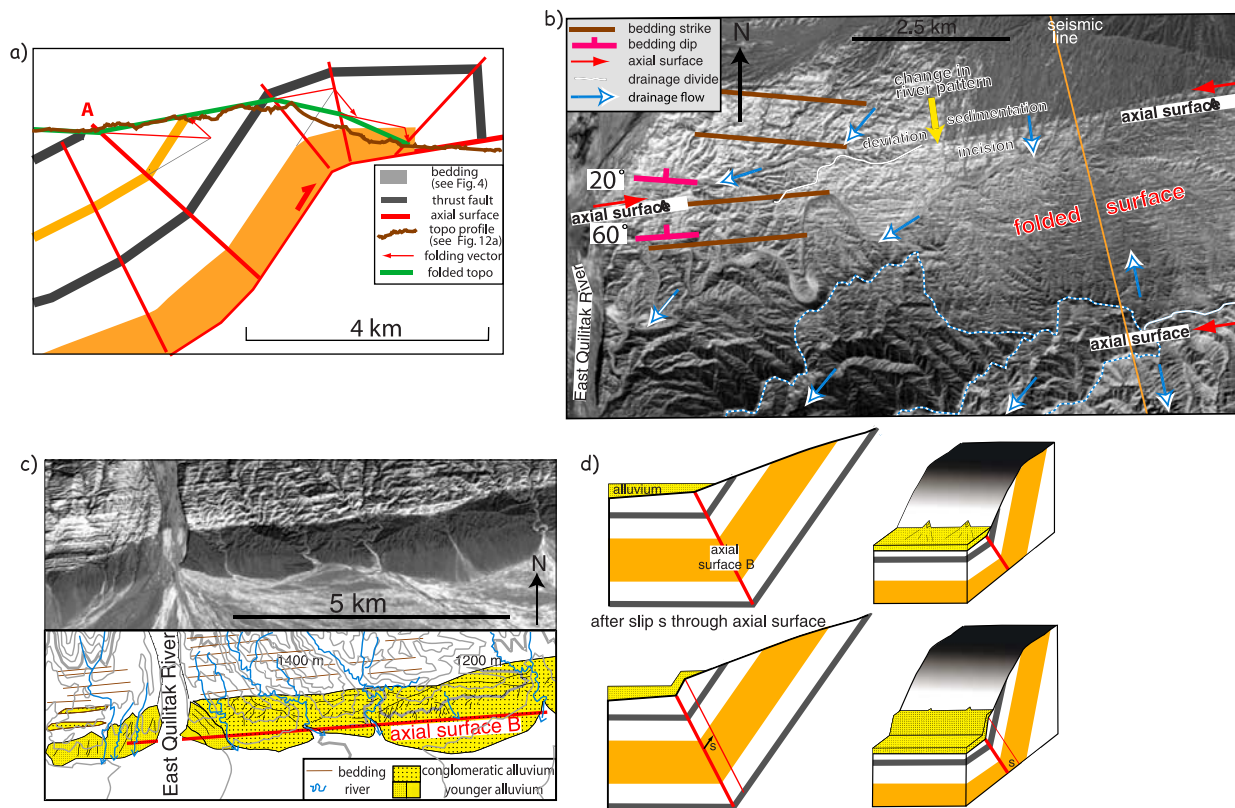 a)
A
bedding
(see Fig. 4)
thrust fault
axial surface
topo profile
(see Fig. 12a)
folding vector
folded topo
4 km
b)
bedding strike
bedding dip
axial surface
drainage divide
drainage flow
N
2.5 km
seismic
line
change in
river pattern
sedimentation
deviation
incision
axial surface
20°
axial surface
60°
folded surface
East Quilitak River
axial surface
c)
N
5 km
East Quilitak River
1400 m
1200 m
axial surface B
bedding
river
conglomeratic alluvium
younger alluvium
d)
alluvium
axial
surface B
after slip s through axial surface
s
s